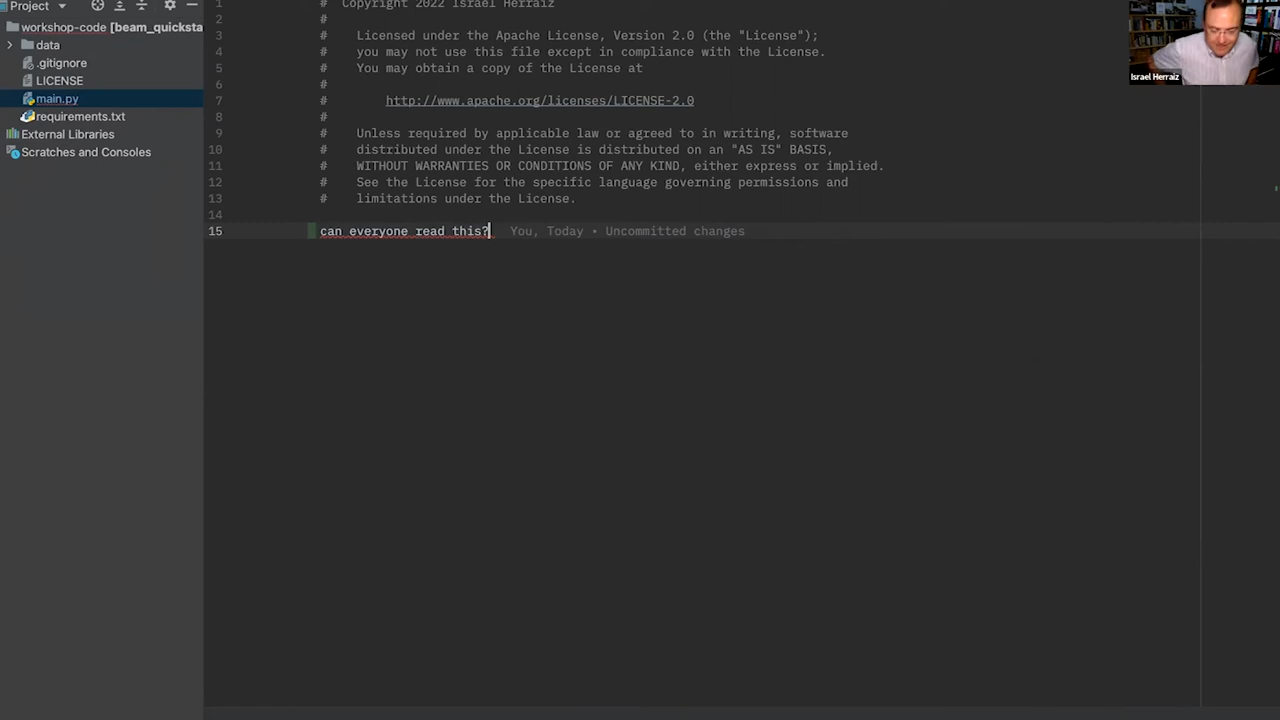 Project
workshop-code [beam_quicksta
data
.gitignore
LICENSE
main.py
requirements.txt
External Libraries
Scratches and Consoles
1 # Copyright 2022 Israel Herraiz
2 #
3 # Licensed under the Apache License, Version 2.0 (the "License");
4 # you may not use this file except in compliance with the License.
5 # You may obtain a copy of the License at
6 #
7 # http://www.apache.org/licenses/LICENSE-2.0
8 #
9 # Unless required by applicable law or agreed to in writing, software
10 # distributed under the License is distributed on an "AS IS" BASIS,
11 # WITHOUT WARRANTIES OR CONDITIONS OF ANY KIND, either express or implied.
12 # See the License for the specific language governing permissions and
13 # limitations under the License.
14
15 can everyone read this? You, Today • Uncommitted changes
Israel Herraiz